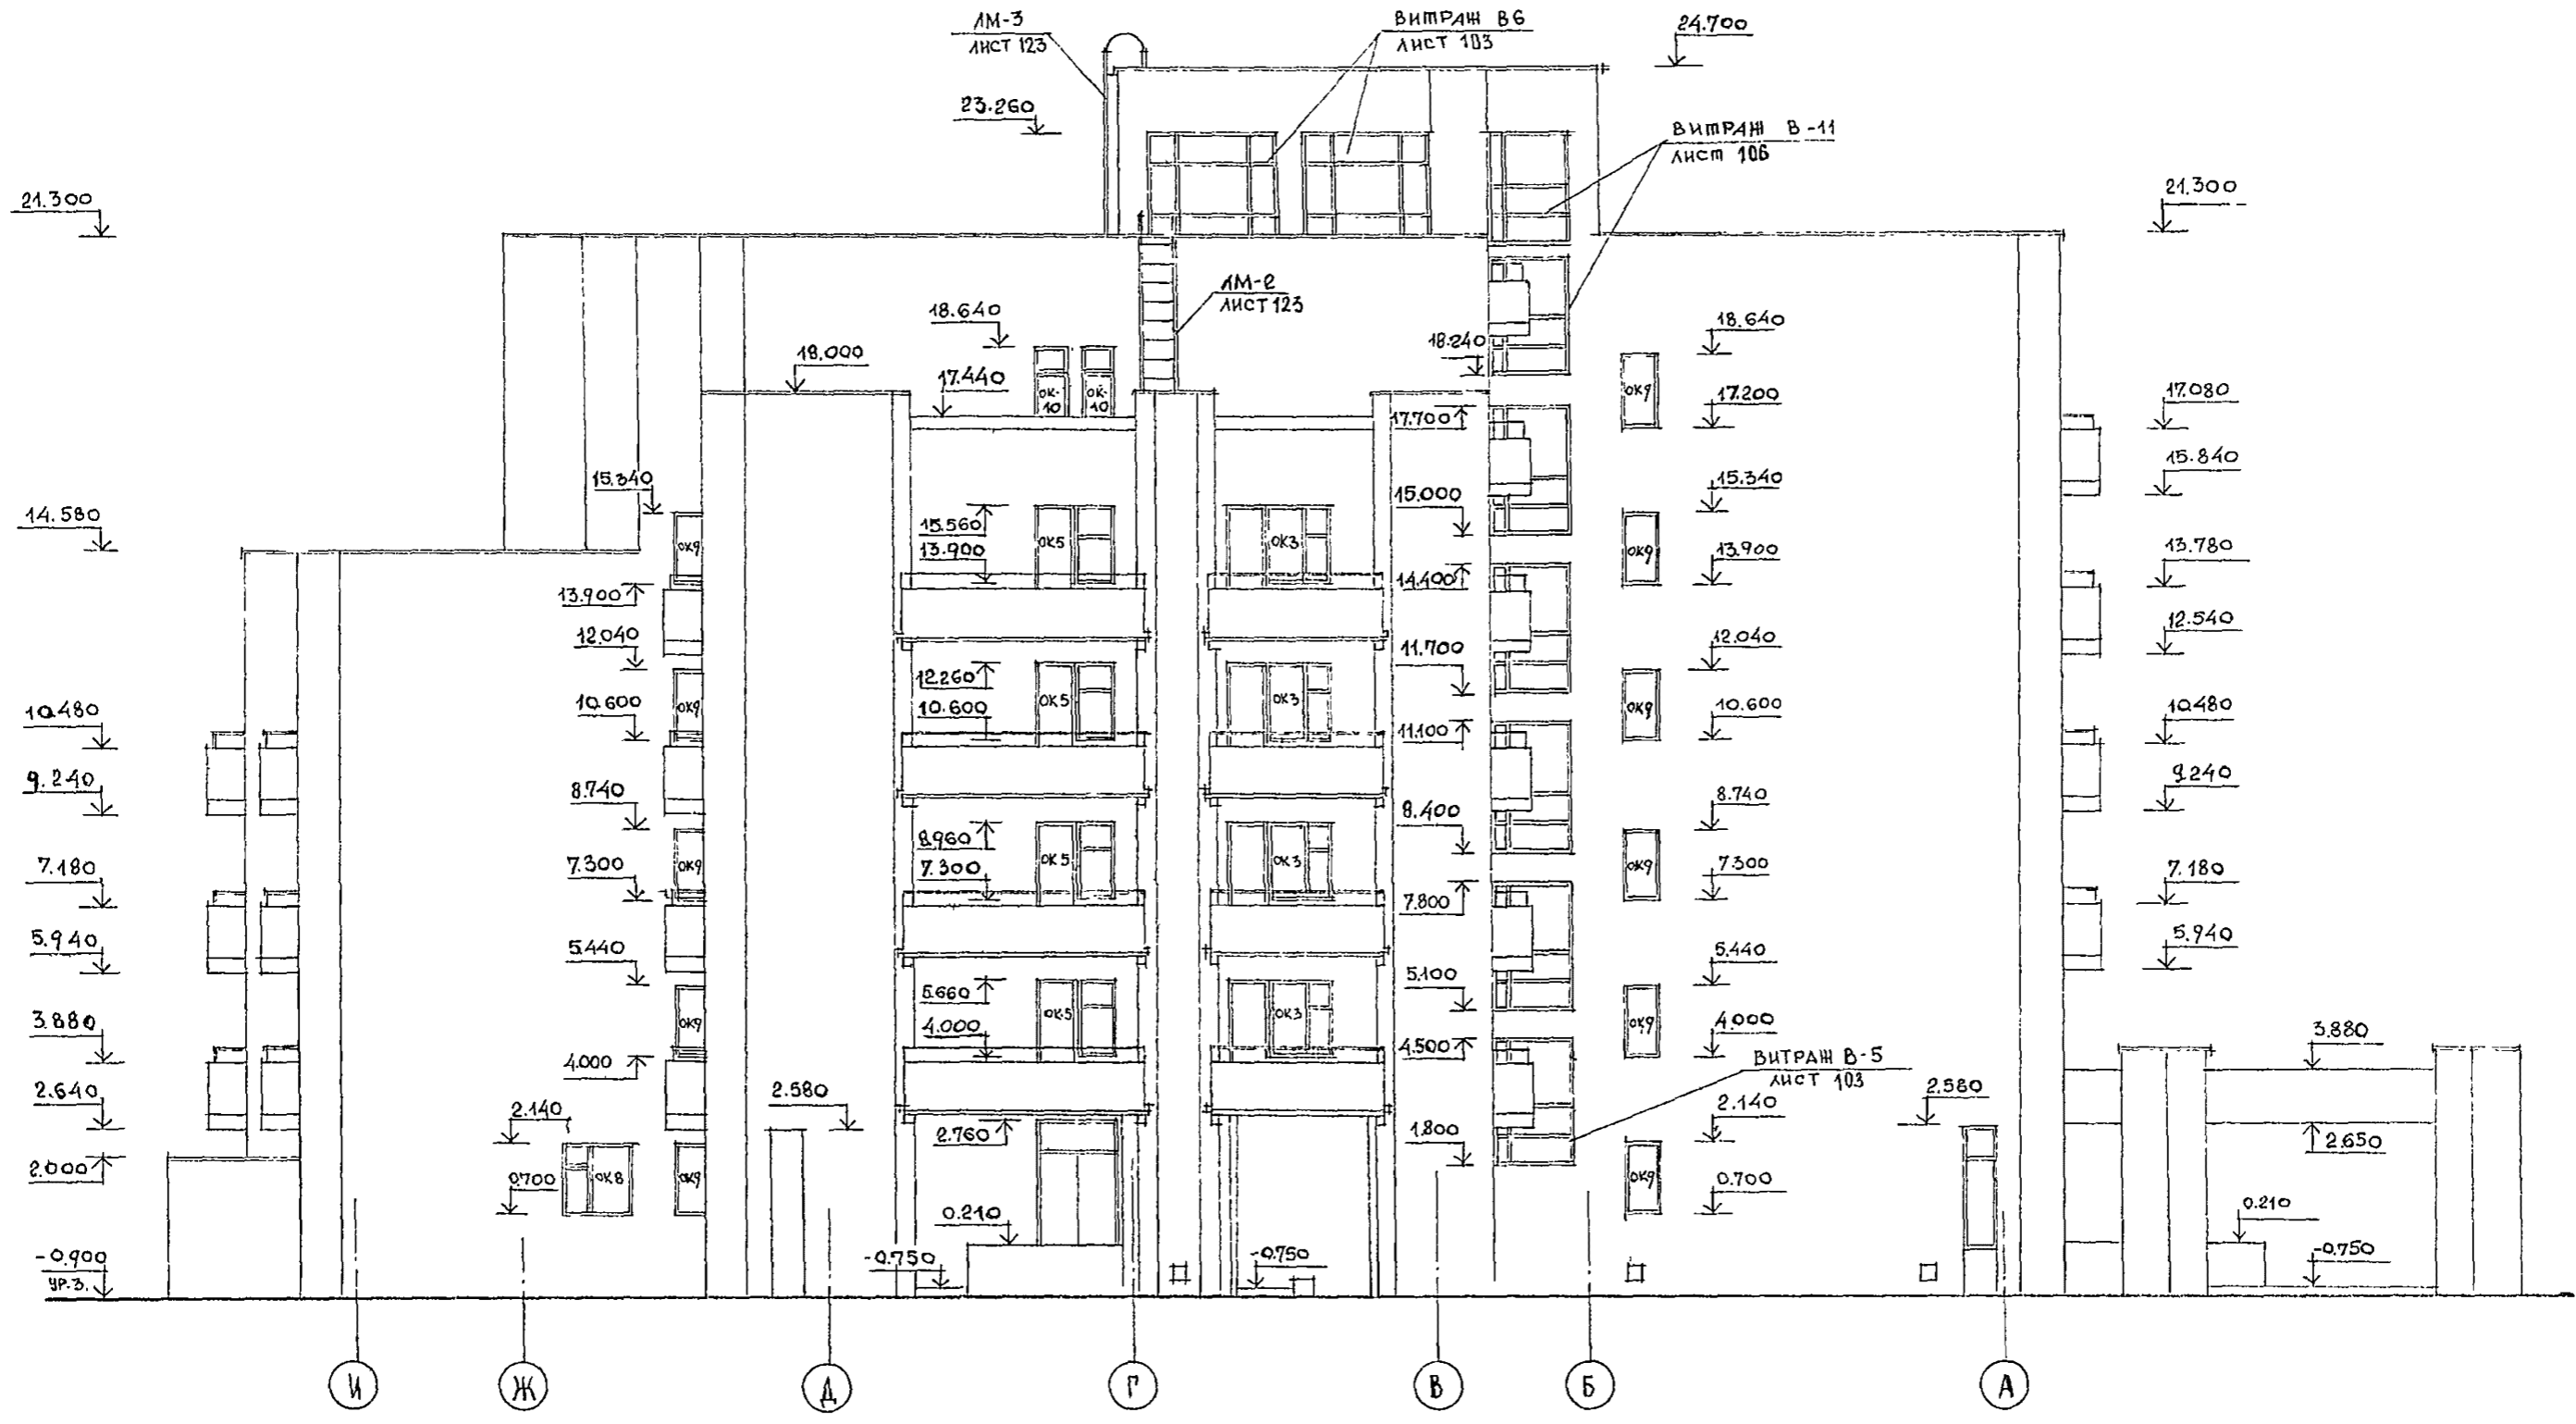 ЛМ-3
ЛИСТ 123
ВИТРАЖ В6
ЛИСТ 103
24.700
23.260
ВИТРАЖ В-11
ЛИСТ 106
21.300
21.300
ЛМ-2
ЛИСТ 123
18.640
18.640
18.240
18.000
17.440
ОК-10
ОК-10
ОК9
17.200
17.080
17.700
15.340
15.840
15.340
15.000
14.580
15.560
ОК9
ОК5
ОК3
ОК9
13.900
13.900
13.780
14.400
13.900
12.040
12.040
12.540
11.700
12.260
10.480
10.600
ОК9
ОК5
ОК3
ОК9
10.600
10.600
10.480
11.100
9.240
9.240
8.740
8.740
8.400
8.960
7.180
7.300
ОК9
ОК5
ОК3
ОК9
7.300
7.300
7.180
7.800
5.940
5.440
5.440
5.940
5.100
5.660
3.880
ОК9
ОК5
ОК3
ОК9
4.000
4.000
3.880
4.500
4.000
ВИТРАЖ В-5
ЛИСТ 103
2.640
2.580
2.580
2.140
2.140
2.760
1.800
2.650
2.000
0.700
ОК8
ОК9
ОК9
0.700
0.210
0.210
-0.900
УР.З.
-0.750
-0.750
-0.750
И
Ж
Д
Г
В
Б
А